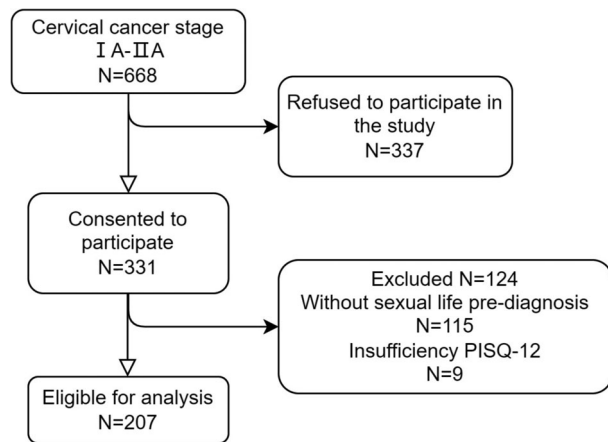 Cervical cancer stage
Ⅰ A-ⅡA
N=668
Refused to participate in
the study
N=337
Consented to
participate
N=331
Excluded N=124
Without sexual life pre-diagnosis
N=115
Insufficiency PISQ-12
N=9
Eligible for analysis
N=207